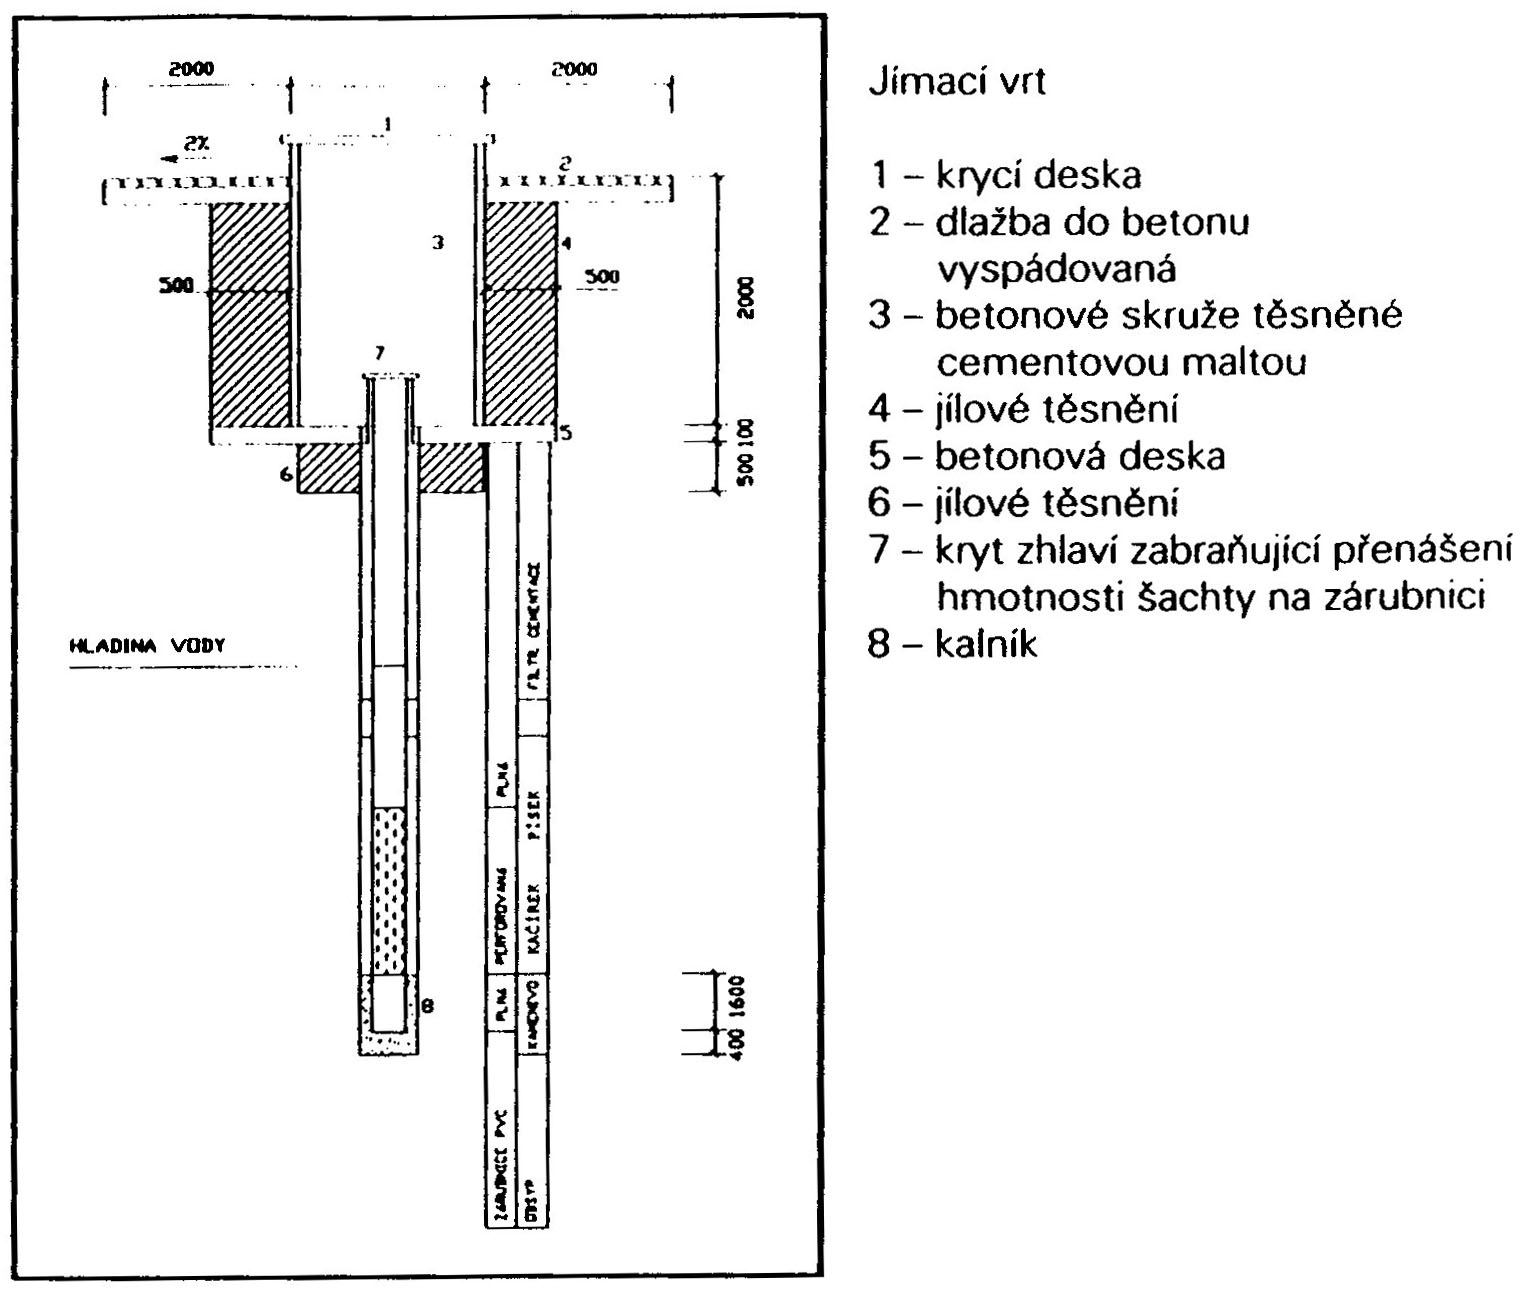 2000
2000
1
2%
2
3
4
500
500
2000
7
5
100
6
500
FILTR CEMENTACE
HLADINA VODY
PLNÁ
PÍSEK
PERFOROVANÁ
KAČÍREK
PLNÁ
KAMENIVO
8
1600
400
ZÁRUBNICE PVC
OBSYP
Jímací vrt
1 – krycí deska
2 – dlažba do betonu
vyspádovaná
3 – betonové skruže těsněné
cementovou maltou
4 – jílové těsnění
5 – betonová deska
6 – jílové těsnění
7 – kryt zhlaví zabraňující přenášení
hmotnosti šachty na zárubnici
8 – kalník